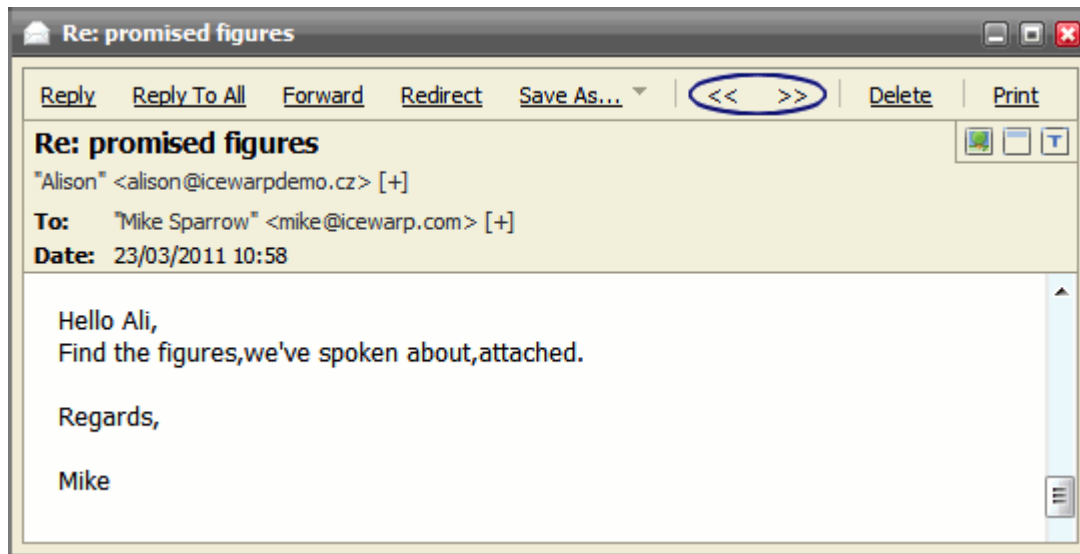 Re: promised figures
Reply Reply To All Forward Redirect Save As... << >> Delete Print
Re: promised figures
"Alison" <alison@icewarpdemo.cz> [+]
To: "Mike Sparrow" <mike@icewarp.com> [+]
Date: 23/03/2011 10:58
Hello Ali,
Find the figures,we've spoken about,attached.
Regards,
Mike